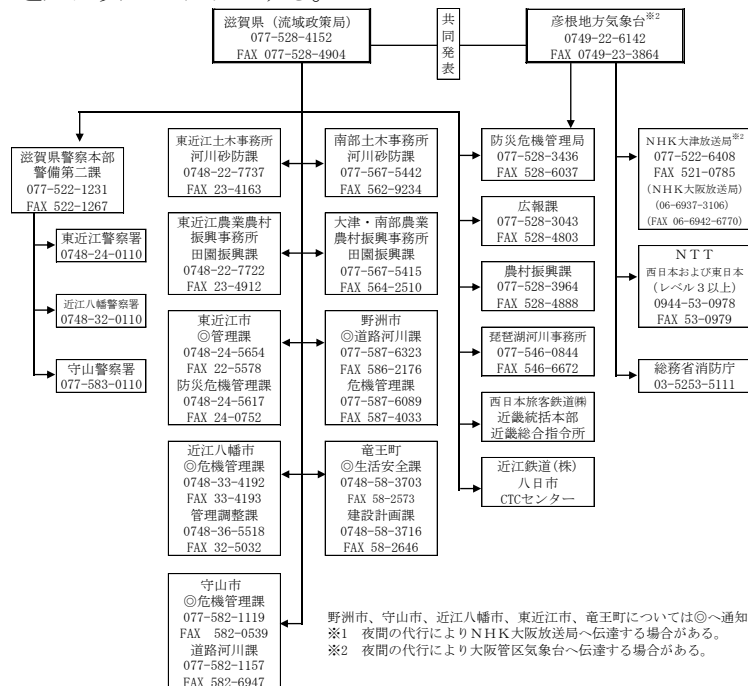 滋賀県（流域政策局）
077-528-4152
FAX 077-528-4904
共同発表
彦根地方気象台※2
0749-22-6142
FAX 0749-23-3864
滋賀県警察本部
警備第二課
077-522-1231
FAX 522-1267
東近江警察署
0748-24-0110
近江八幡警察署
0748-32-0110
守山警察署
077-583-0110
東近江土木事務所
河川砂防課
0748-22-7737
FAX 23-4163
東近江農業農村
振興事務所
田園振興課
0748-22-7722
FAX 23-4912
東近江市
◎管理課
0748-24-5654
FAX 22-5578
防災危機管理課
0748-24-5617
FAX 24-0752
近江八幡市
◎危機管理課
0748-33-4192
FAX 33-4193
管理調整課
0748-36-5518
FAX 32-5032
守山市
◎危機管理課
077-582-1119
FAX 582-0539
道路河川課
077-582-1157
FAX 582-6947
南部土木事務所
河川砂防課
077-567-5442
FAX 562-9234
大津・南部農業
農村振興事務所
田園振興課
077-567-5415
FAX 564-2510
野洲市
◎道路河川課
077-587-6323
FAX 586-2176
危機管理課
077-587-6089
FAX 587-4033
竜王町
◎生活安全課
0748-58-3703
FAX 58-2573
建設計画課
0748-58-3716
FAX 58-2646
防災危機管理局
077-528-3436
FAX 528-6037
広報課
077-528-3043
FAX 528-4803
農村振興課
077-528-3964
FAX 528-4888
琵琶湖河川事務所
077-546-0844
FAX 546-6672
西日本旅客鉄道㈱
近畿統括本部
近畿総合指令所
近江鉄道(株)
八日市
CTCセンター
NHK大津放送局※2
077-522-6408
FAX 521-0785
(NHK大阪放送局)
(06-6937-3106)
(FAX 06-6942-6770)
ＮＴＴ
西日本および東日本
（レベル３以上）
0944-53-0978
FAX 53-0979
総務省消防庁
03-5253-5111
野洲市、守山市、近江八幡市、東近江市、竜王町については◎へ通知
※1　夜間の代行によりＮＨＫ大阪放送局へ伝達する場合がある。
※2　夜間の代行により大阪管区気象台へ伝達する場合がある。